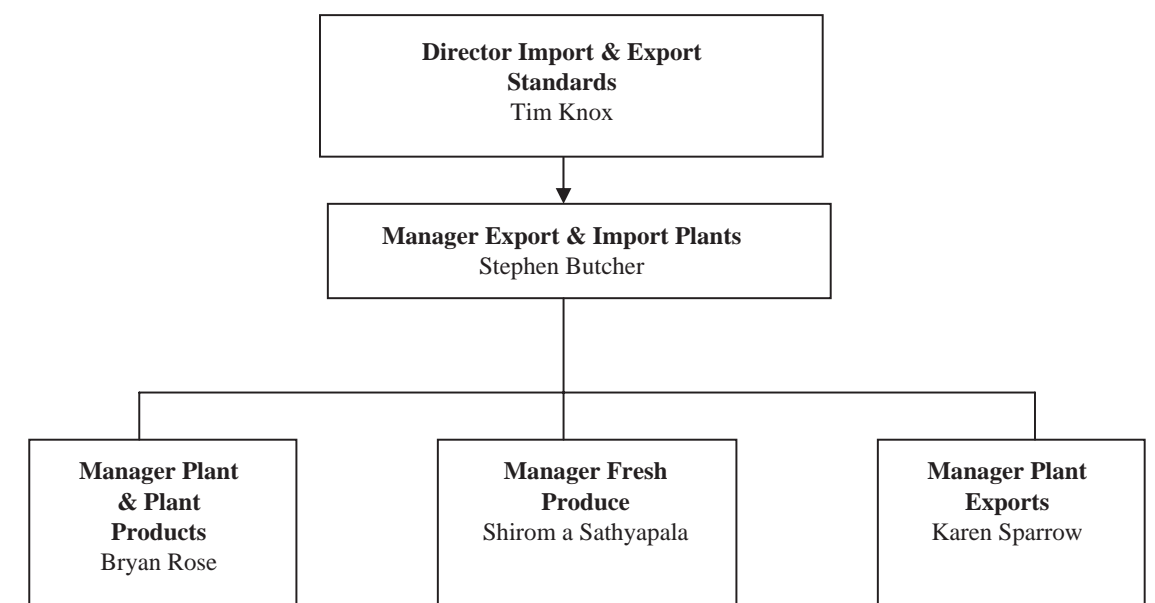 Director Import & Export
Standards
Tim Knox
Manager Export & Import Plants
Stephen Butcher
Manager Plant
& Plant
Products
Bryan Rose
Manager Fresh
Produce
Shirom a Sathyapala
Manager Plant
Exports
Karen Sparrow